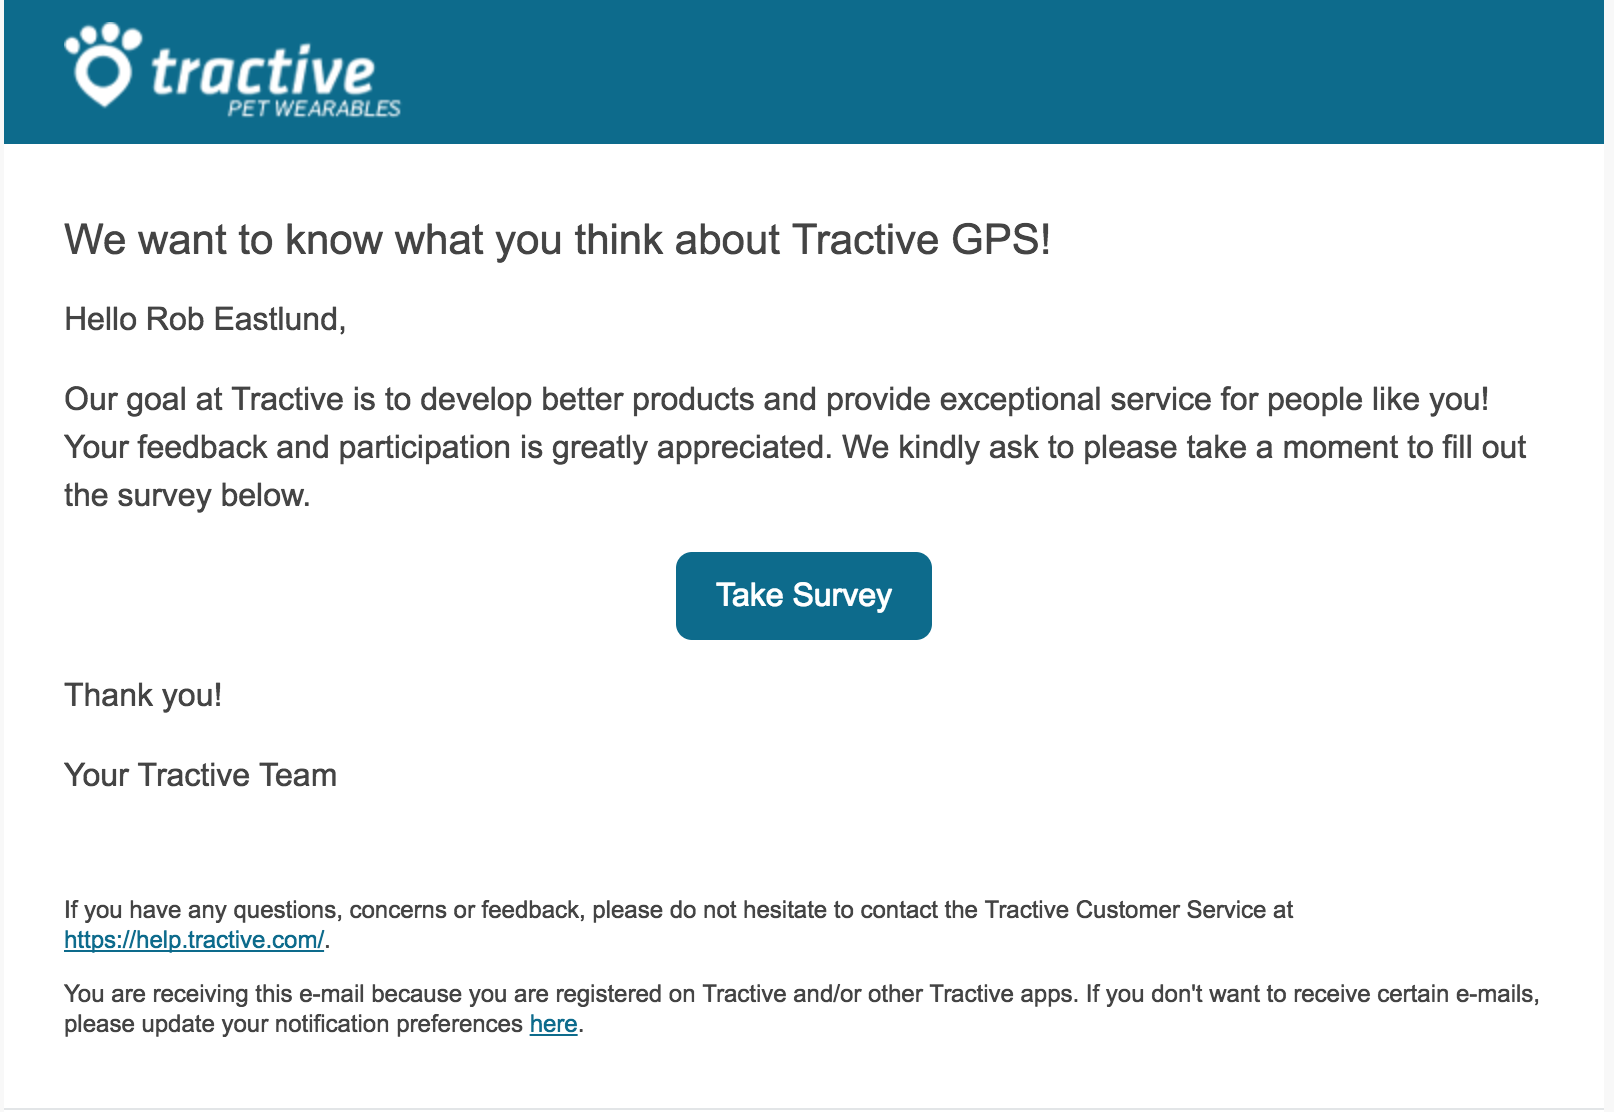 tractive
PET WEARABLES
We want to know what you think about Tractive GPS!
Hello Rob Eastlund,
Our goal at Tractive is to develop better products and provide exceptional service for people like you!
Your feedback and participation is greatly appreciated. We kindly ask to please take a moment to fill out
the survey below.
Take Survey
Thank you!
Your Tractive Team
If you have any questions, concerns or feedback, please do not hesitate to contact the Tractive Customer Service at
https://help.tractive.com/.
You are receiving this e-mail because you are registered on Tractive and/or other Tractive apps. If you don't want to receive certain e-mails,
please update your notification preferences here.